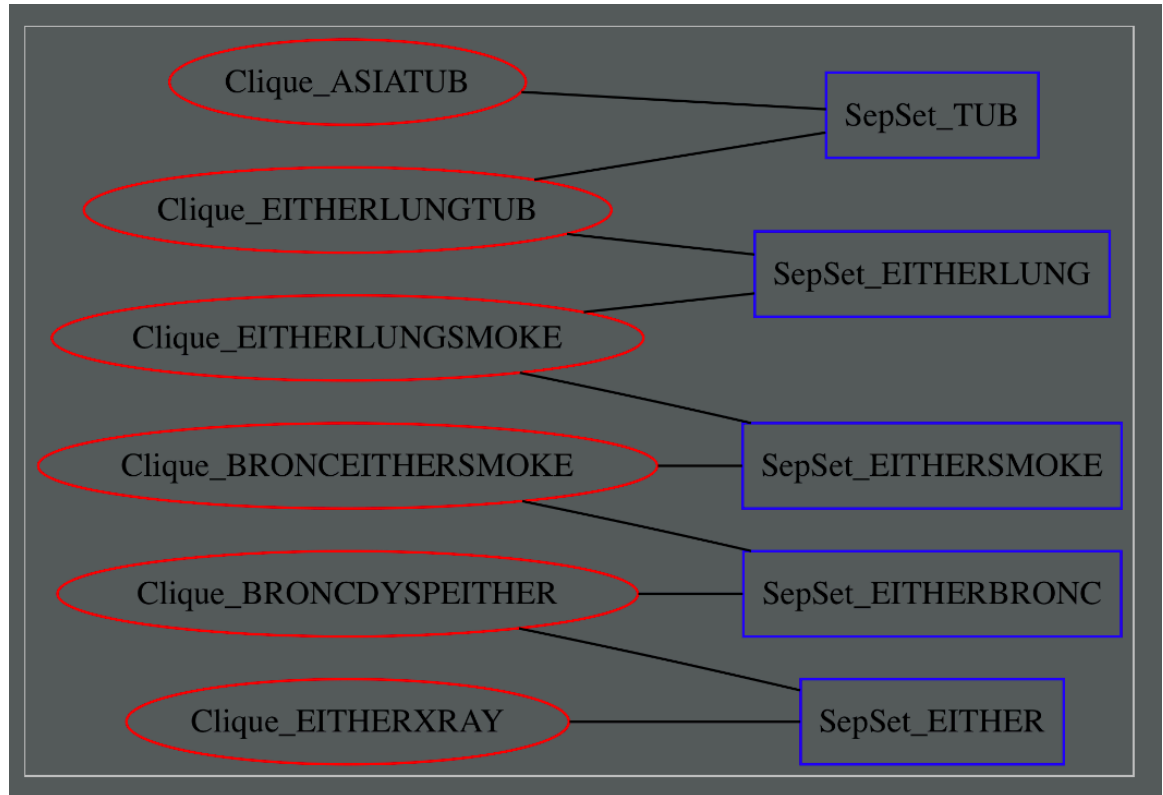 Clique_ASIATUB
SepSet_TUB
Clique_EITHERLUNGTUB
SepSet_EITHERLUNG
Clique_EITHERLUNGSMOKE
Clique_BRONCEITHERSMOKE
SepSet_EITHERSMOKE
Clique_BRONCDYSPEITHER
SepSet_EITHERBRONC
Clique_EITHERXRAY
SepSet_EITHER